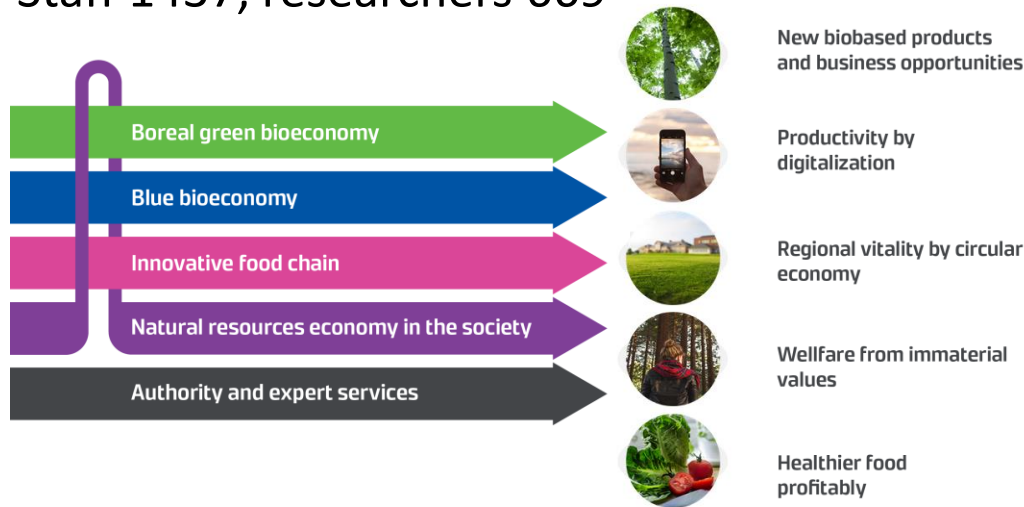 Staff researchers
Boreal green bioeconomy
Blue bioeconomy
Innovative food chain
Natural resources economy in the society
Authority and expert services
New biobased products
and business opportunities
Productivity by
digitalization
Regional vitality by circular
economy
Wellfare from immaterial
values
Healthier food
profitably